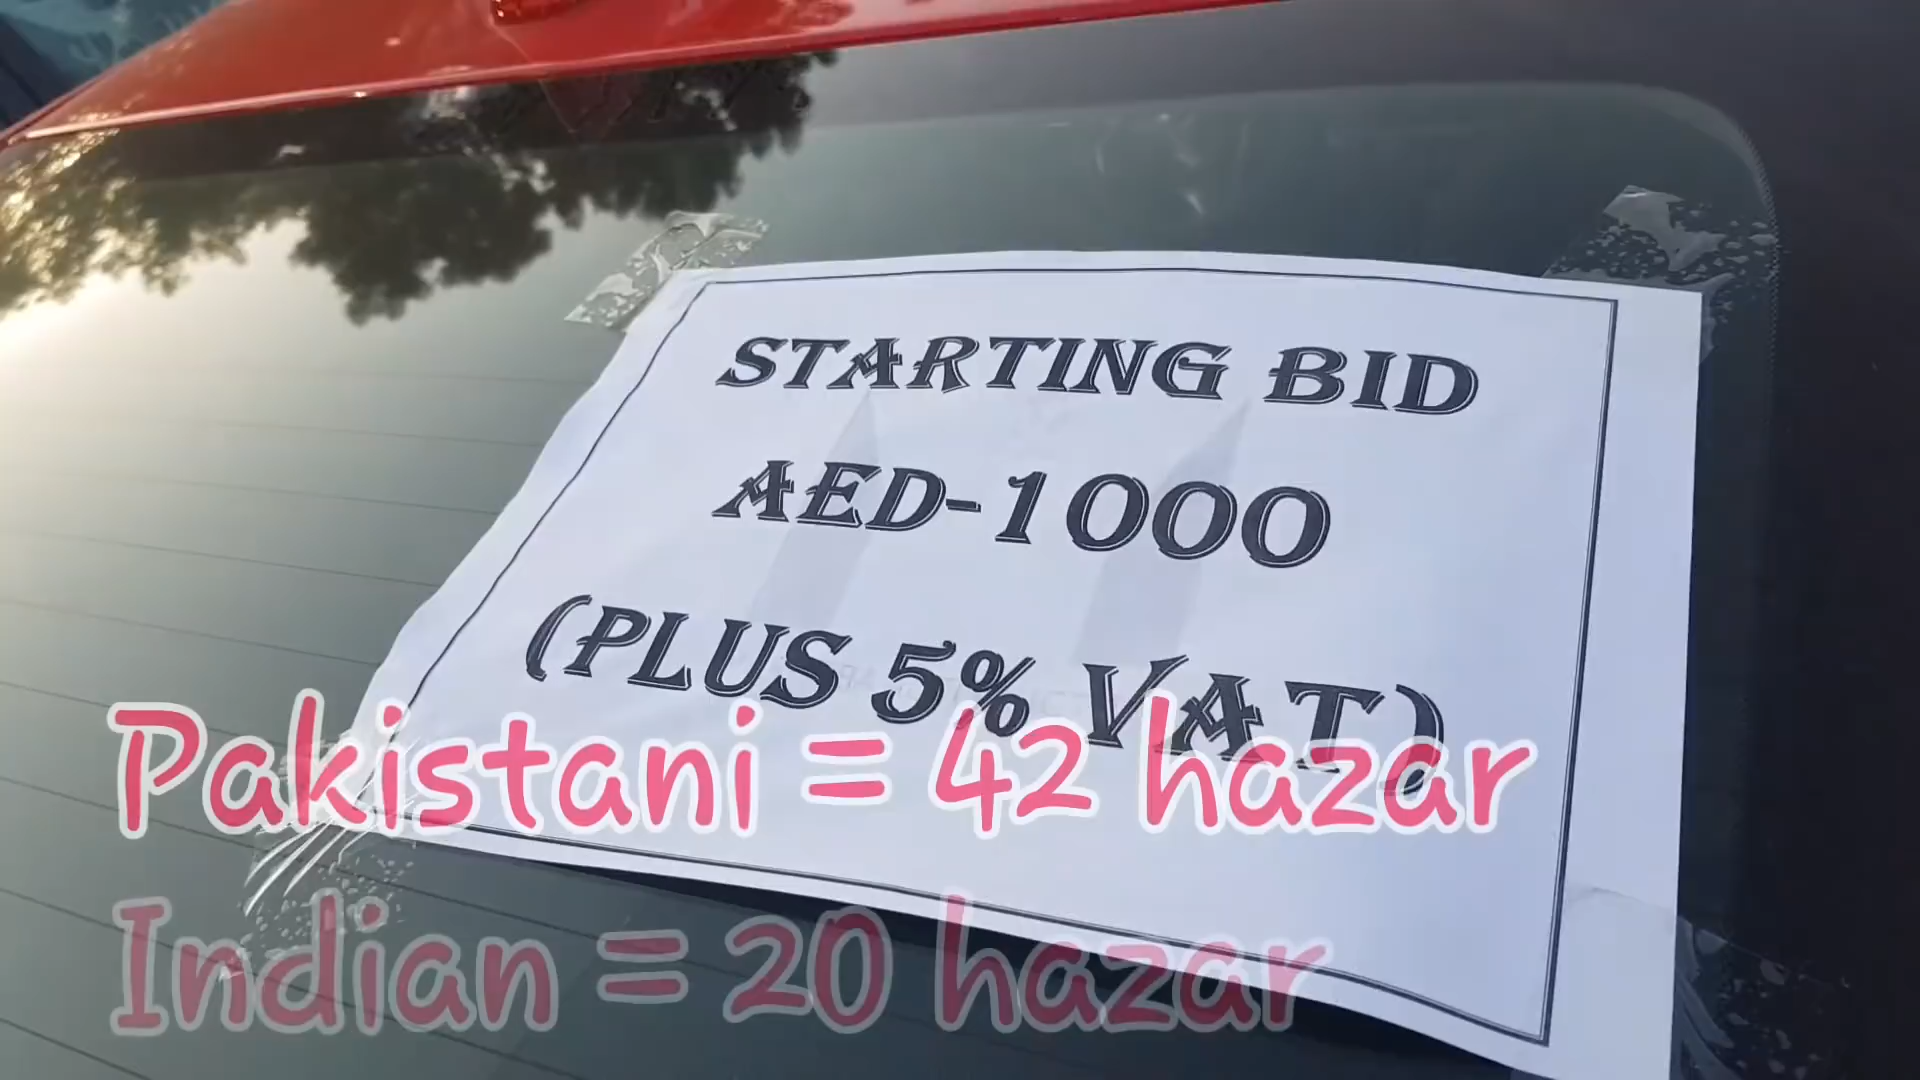 STARTING BID
AED-1000
(PLUS 5% VAT)
Pakistani = 42 hazar
Indian = 20 hazar